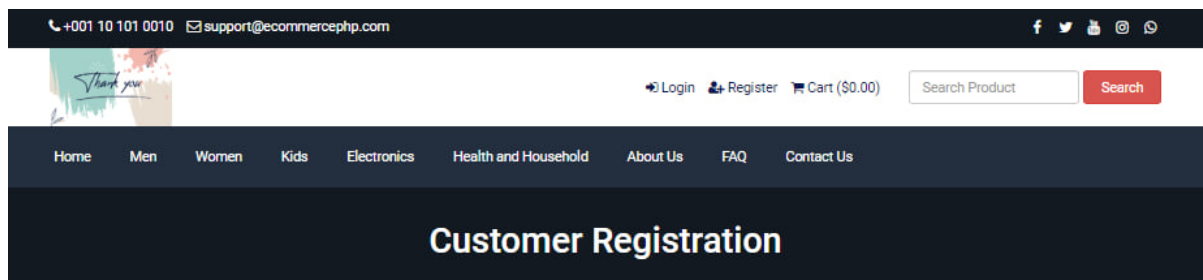 +001 10 101 0010 support@ecommercephp.com
Thank you
Login Register Cart ($0.00) Search Product Search
Home Men Women Kids Electronics Health and Household About Us FAQ Contact Us
Customer Registration